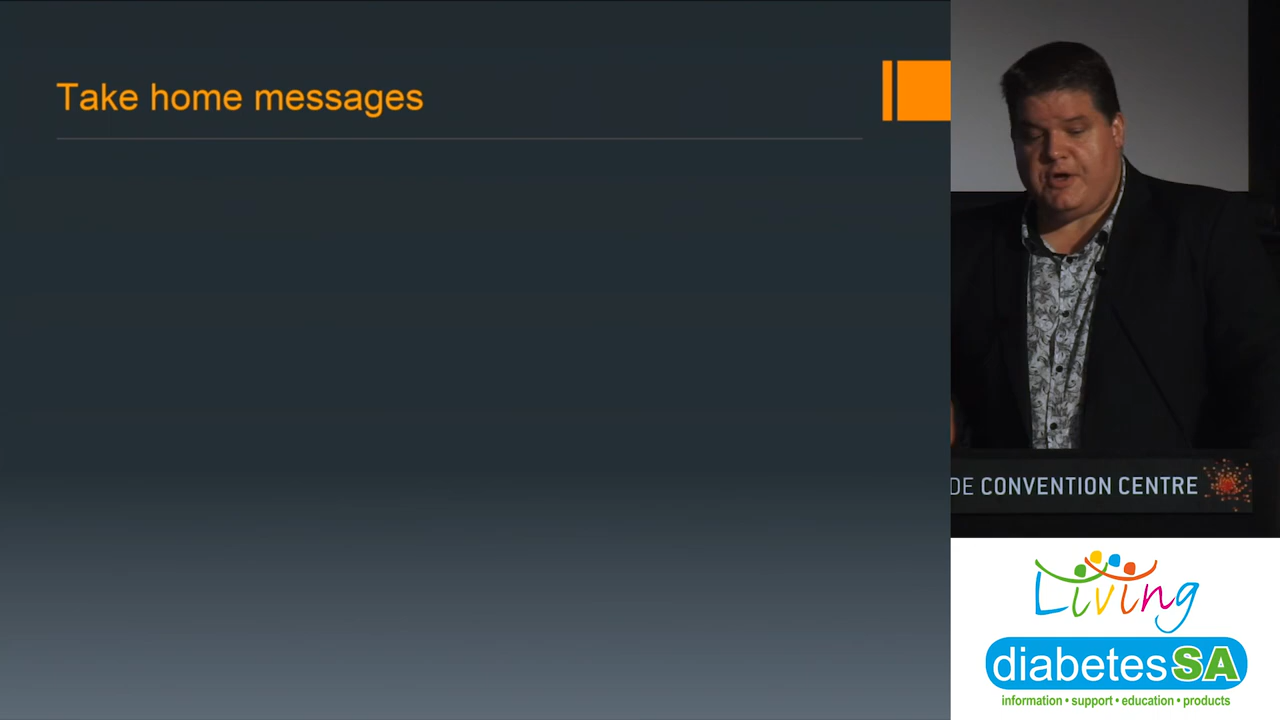 Take home messages
DE CONVENTION CENTRE
Living
diabetesSA
information • support • education • products